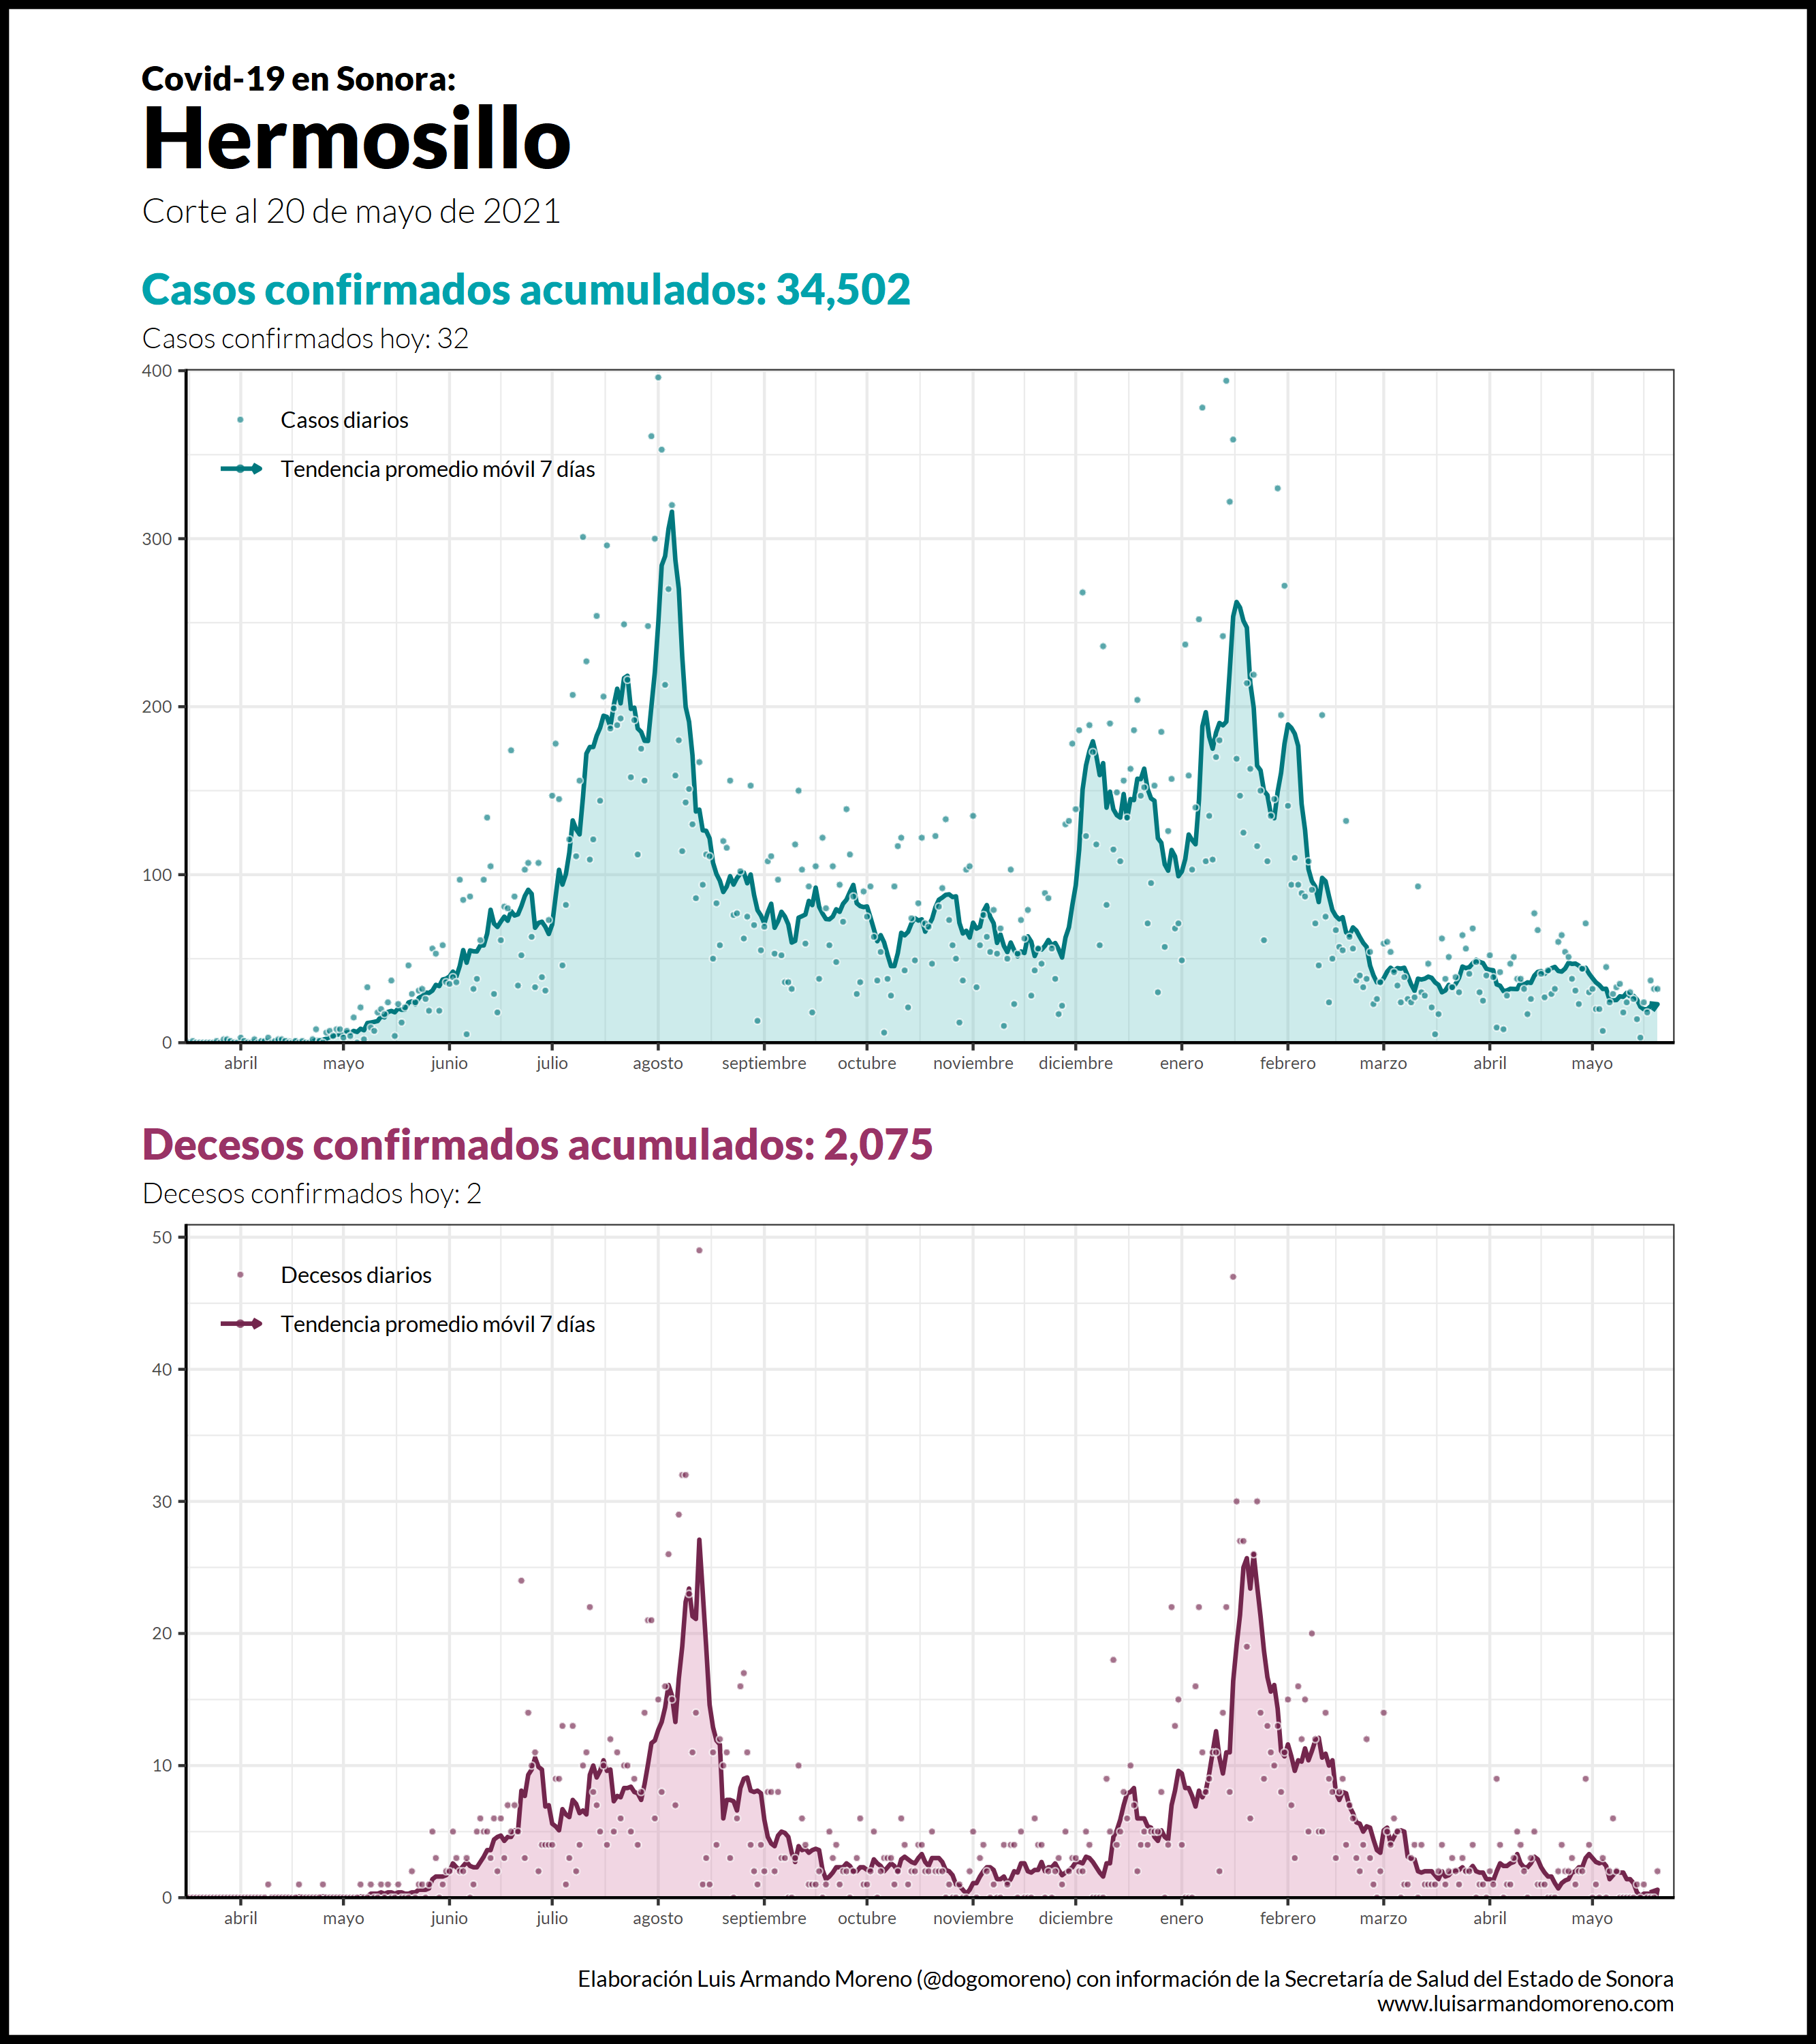 Covid-19 en Sonora:
Hermosillo
Corte al 20 de mayo de 2021
Casos confirmados acumulados: 34,502
Casos confirmados hoy: 32
400
Casos diarios
Tendencia promedio móvil 7 días
300
200
100
0
abril mayo junio julio agosto septiembre octubre noviembre diciembre enero febrero marzo abril mayo
Decesos confirmados acumulados: 2,075
Decesos confirmados hoy: 2
50
Decesos diarios
Tendencia promedio móvil 7 días
40
30
20
10
0
abril mayo junio julio agosto septiembre octubre noviembre diciembre enero febrero marzo abril mayo
Elaboración Luis Armando Moreno (@dogomoreno) con información de la Secretaría de Salud del Estado de Sonora
www.luisarmandomoreno.com